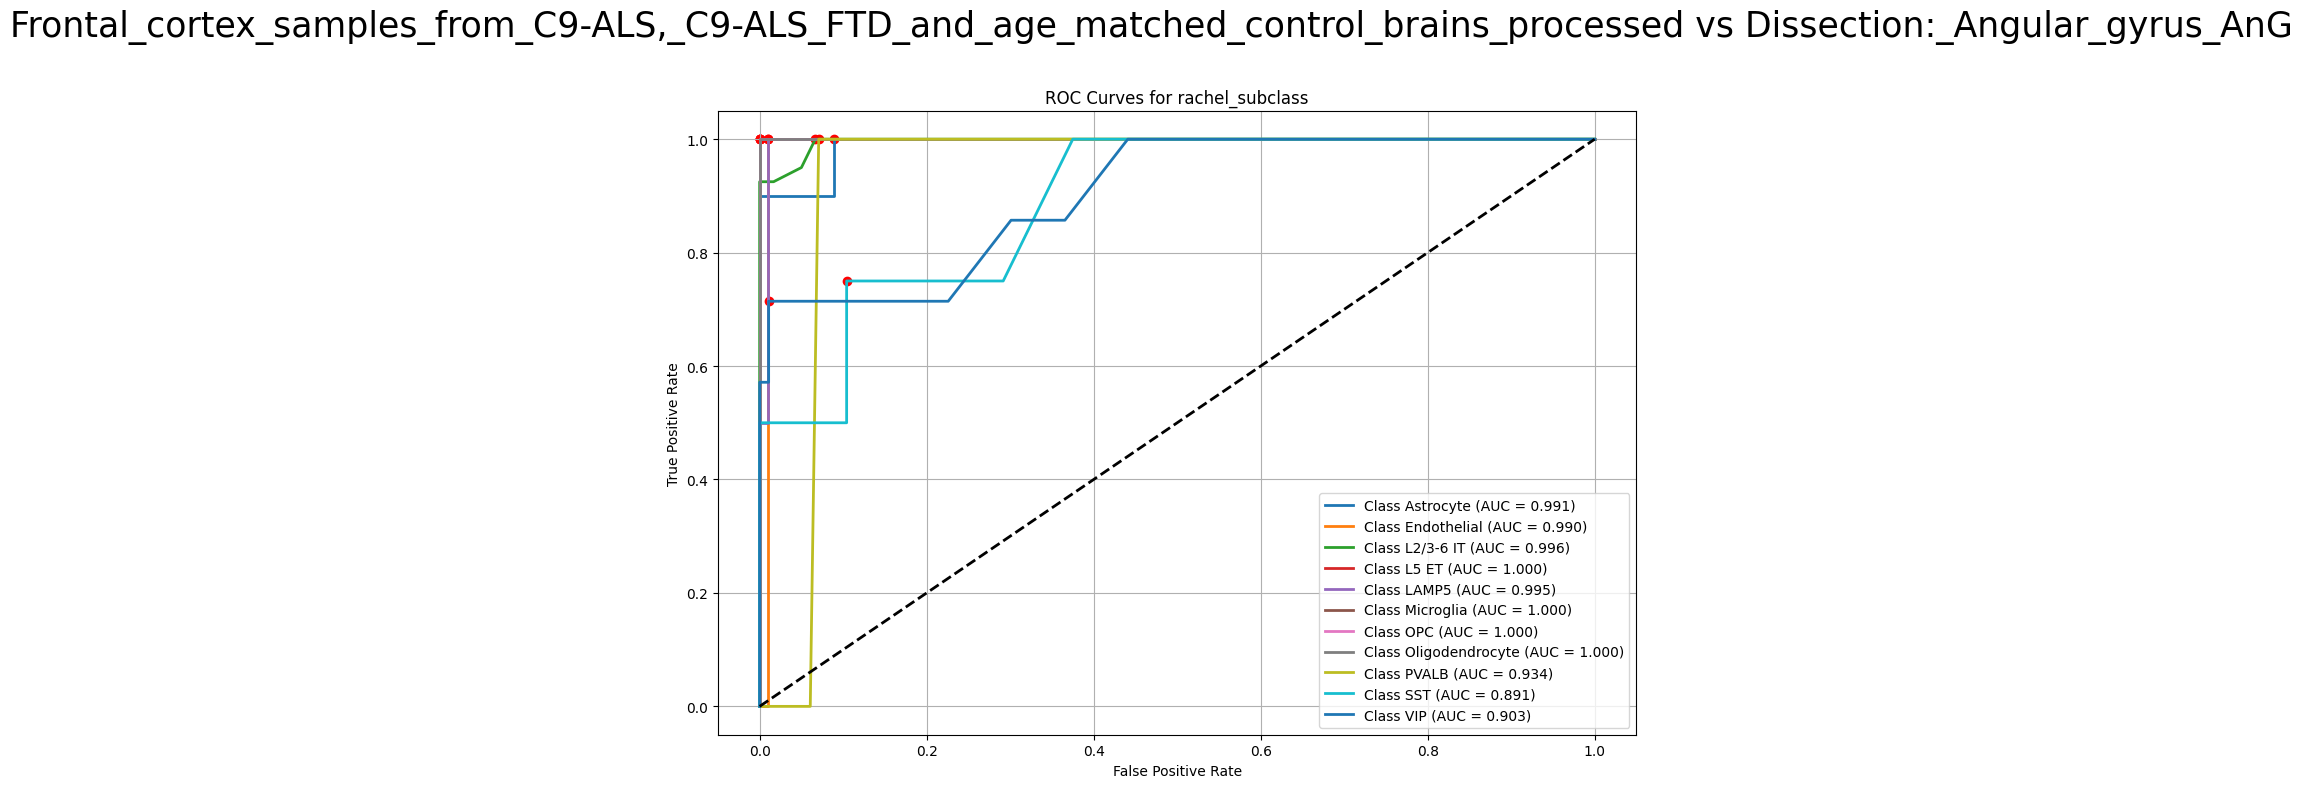 Frontal_cortex_samples_from_C9-ALS,_C9-ALS_FTD_and_age_matched_control_brains_processed vs Dissection:_Angular_gyrus_AnG
ROC Curves for rachel_subclass
True Positive Rate
1.0
0.8
0.6
0.4
0.2
0.0
Class Astrocyte (AUC = 0.991)
Class Endothelial (AUC = 0.990)
Class L2/3-6 IT (AUC = 0.996)
Class L5 ET (AUC = 1.000)
Class LAMP5 (AUC = 0.995)
Class Microglia (AUC = 1.000)
Class OPC (AUC = 1.000)
Class Oligodendrocyte (AUC = 1.000)
Class PVALB (AUC = 0.934)
Class SST (AUC = 0.891)
Class VIP (AUC = 0.903)
0.0 0.2 0.4 0.6 0.8 1.0
False Positive Rate